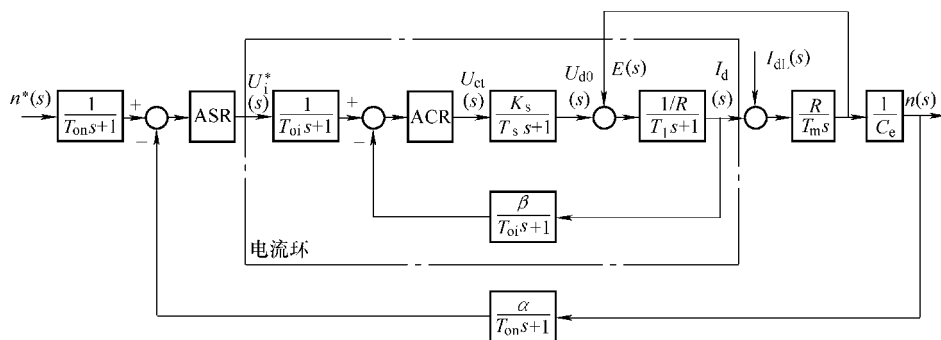 n*(s)
1
T_on s+1
+
−
ASR
U_i^*
(s)
1
T_oi s+1
+
−
ACR
U_ct
(s)
K_s
T_s s+1
U_d0
(s)
E(s)
1/R
T_l s+1
I_d
(s)
I_dL(s)
R
T_m s
1
C_e
n(s)
β
T_oi s+1
电流环
α
T_on s+1